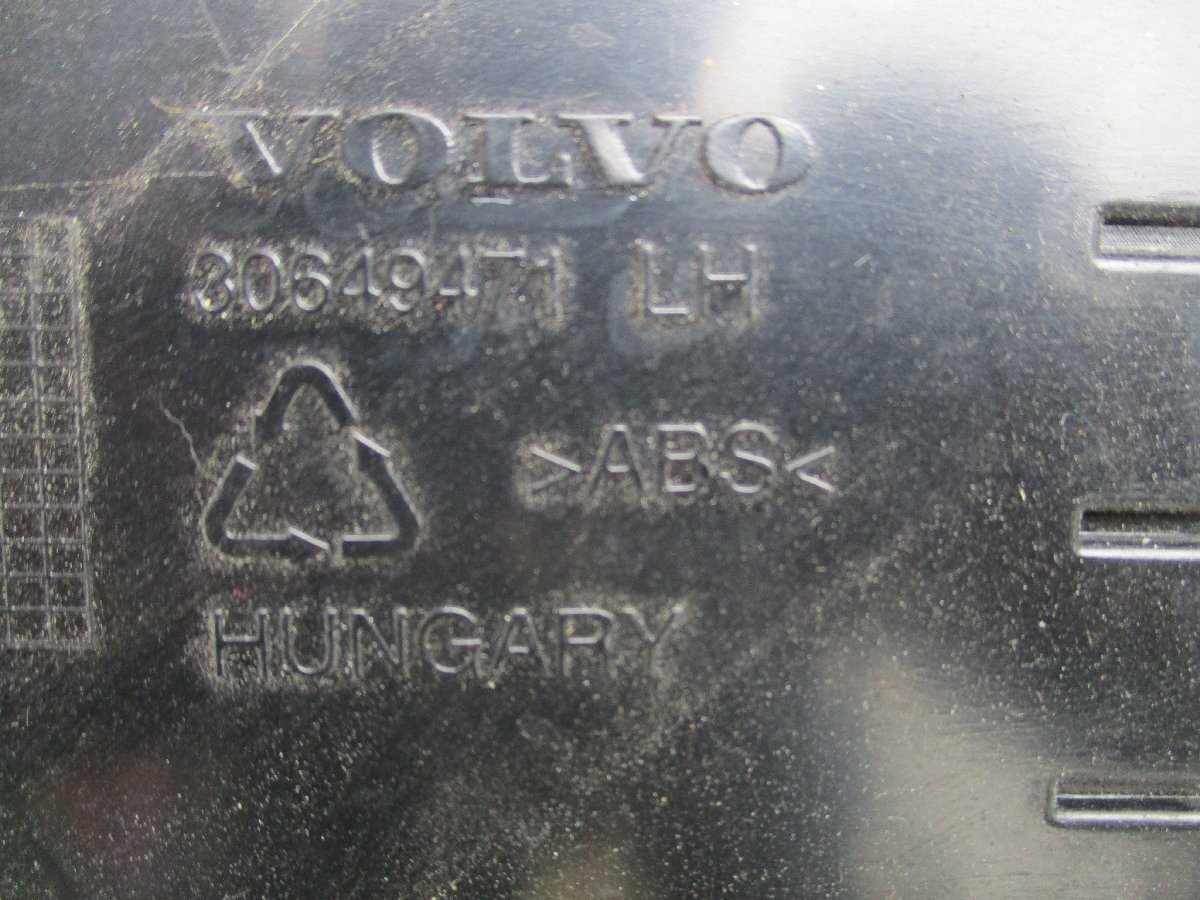 VOLVO
30649471 LH
>ABS<
HUNGARY